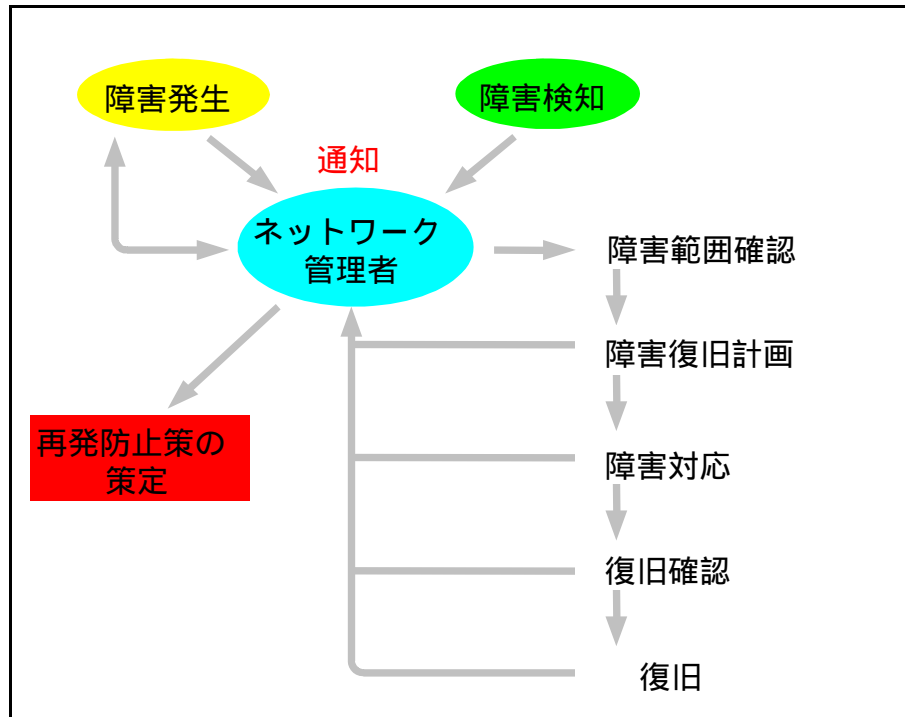 障害発生
障害検知
通知
ネットワーク
管理者
障害範囲確認
障害復旧計画
再発防止策の
策定
障害対応
復旧確認
復旧